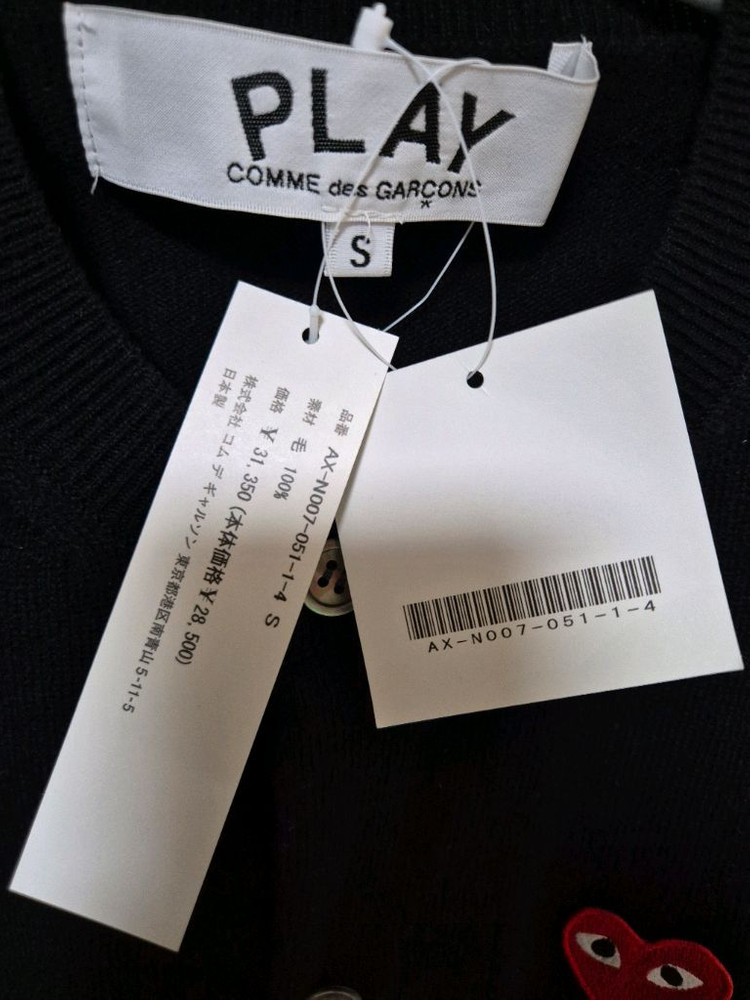 PLAY
COMME des GARÇONS
S
品番 AX-N007-051-1-4 S
素材 毛 100%
価格 ¥ 31,350 (本体価格 ¥ 28,500)
株式会社 コム デ ギャルソン 東京都港区南青山 5-11-5
日本製
AX-N007-051-1-4